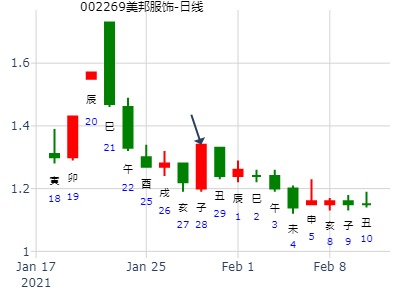 002269美邦服饰-日线
1.6
1.4
1.2
1
寅 18
卯 19
辰 20
巳 21
午 22
酉 25
戌 26
亥 27
子 28
丑 29
辰 1
巳 2
午 3
未 4
申 5
亥 8
子 9
丑 10
Jan 17 Jan 25 Feb 1 Feb 8
2021